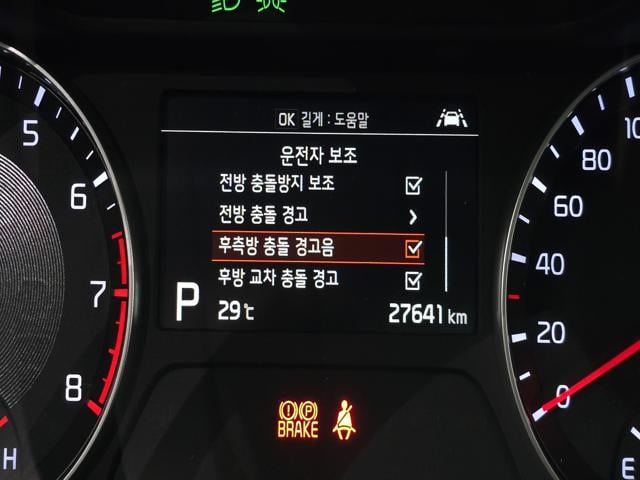 OK 길게 : 도움말
운전자 보조
전방 충돌방지 보조
전방 충돌 경고
후측방 충돌 경고음
후방 교차 충돌 경고
P 29℃ 27641 km
5
6
7
8
H
10
80
60
40
20
0
E
BRAKE